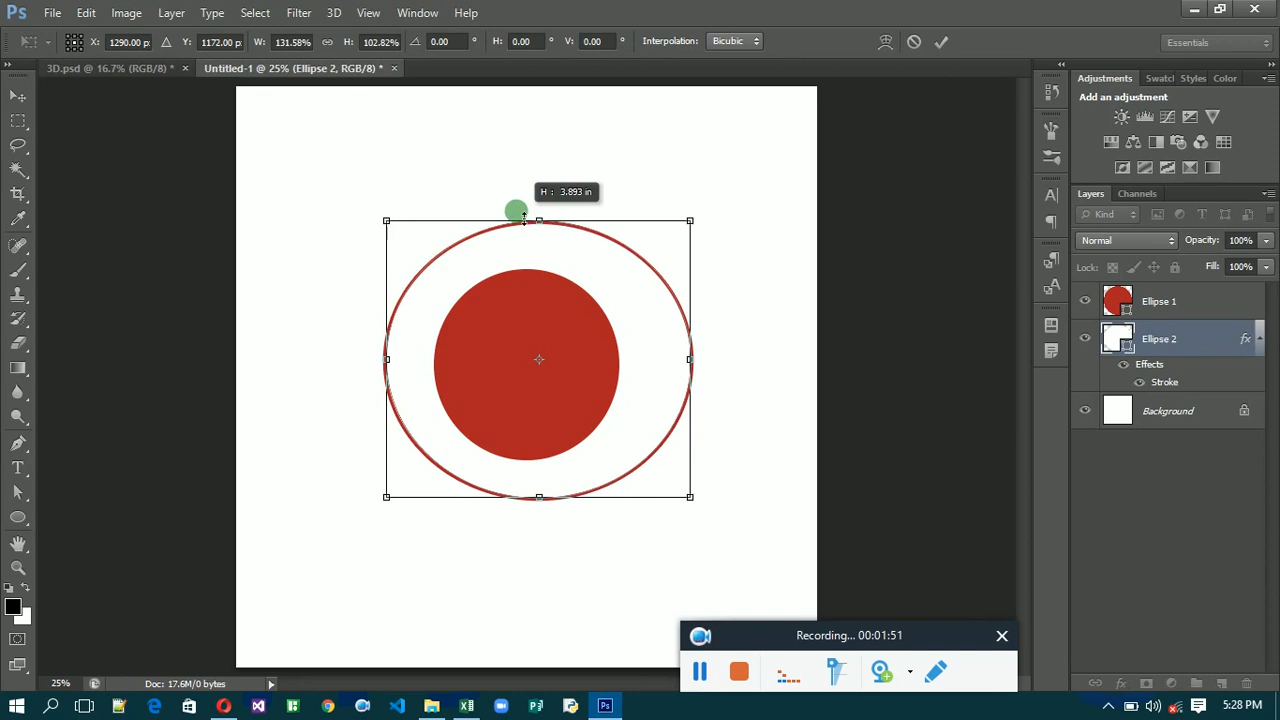 Ps File Edit Image Layer Type Select Filter 3D View Window Help
X: 1290.00 px Y: 1172.00 px W: 131.58% H: 102.82% 0.00 ° H: 0.00 ° V: 0.00 ° Interpolation: Bicubic Essentials
3D.psd @ 16.7% (RGB/8) * × Untitled-1 @ 25% (Ellipse 2, RGB/8) * ×
Adjustments Swatcl Styles Color
Add an adjustment
H : 3.893 in
Layers Channels
Kind
Normal Opacity: 100%
Lock: Fill: 100%
Ellipse 1
Ellipse 2 fx
Effects
Stroke
Background
Recording... 00:01:51
25% Doc: 17.6M/0 bytes
5:28 PM